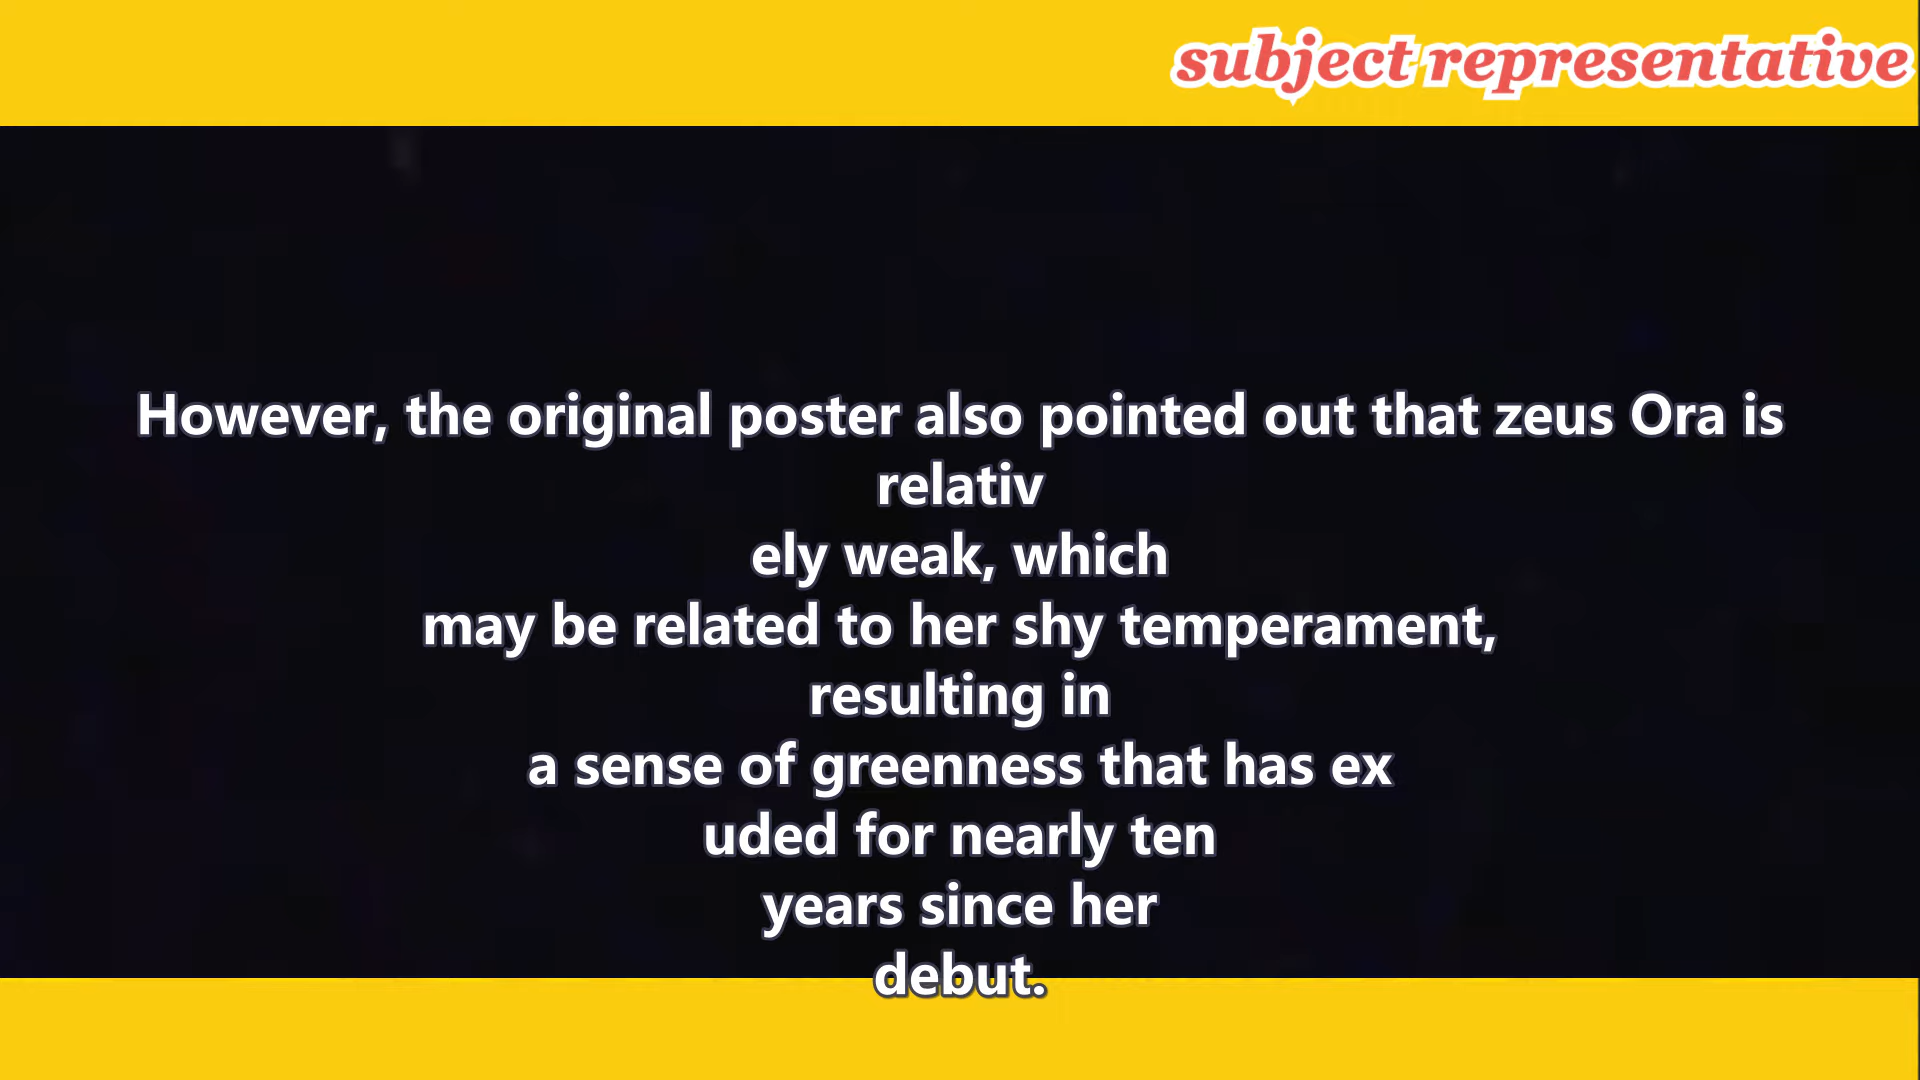 subject representative
However, the original poster also pointed out that zeus Ora is
relativ
ely weak, which
may be related to her shy temperament,
resulting in
a sense of greenness that has ex
uded for nearly ten
years since her
debut.